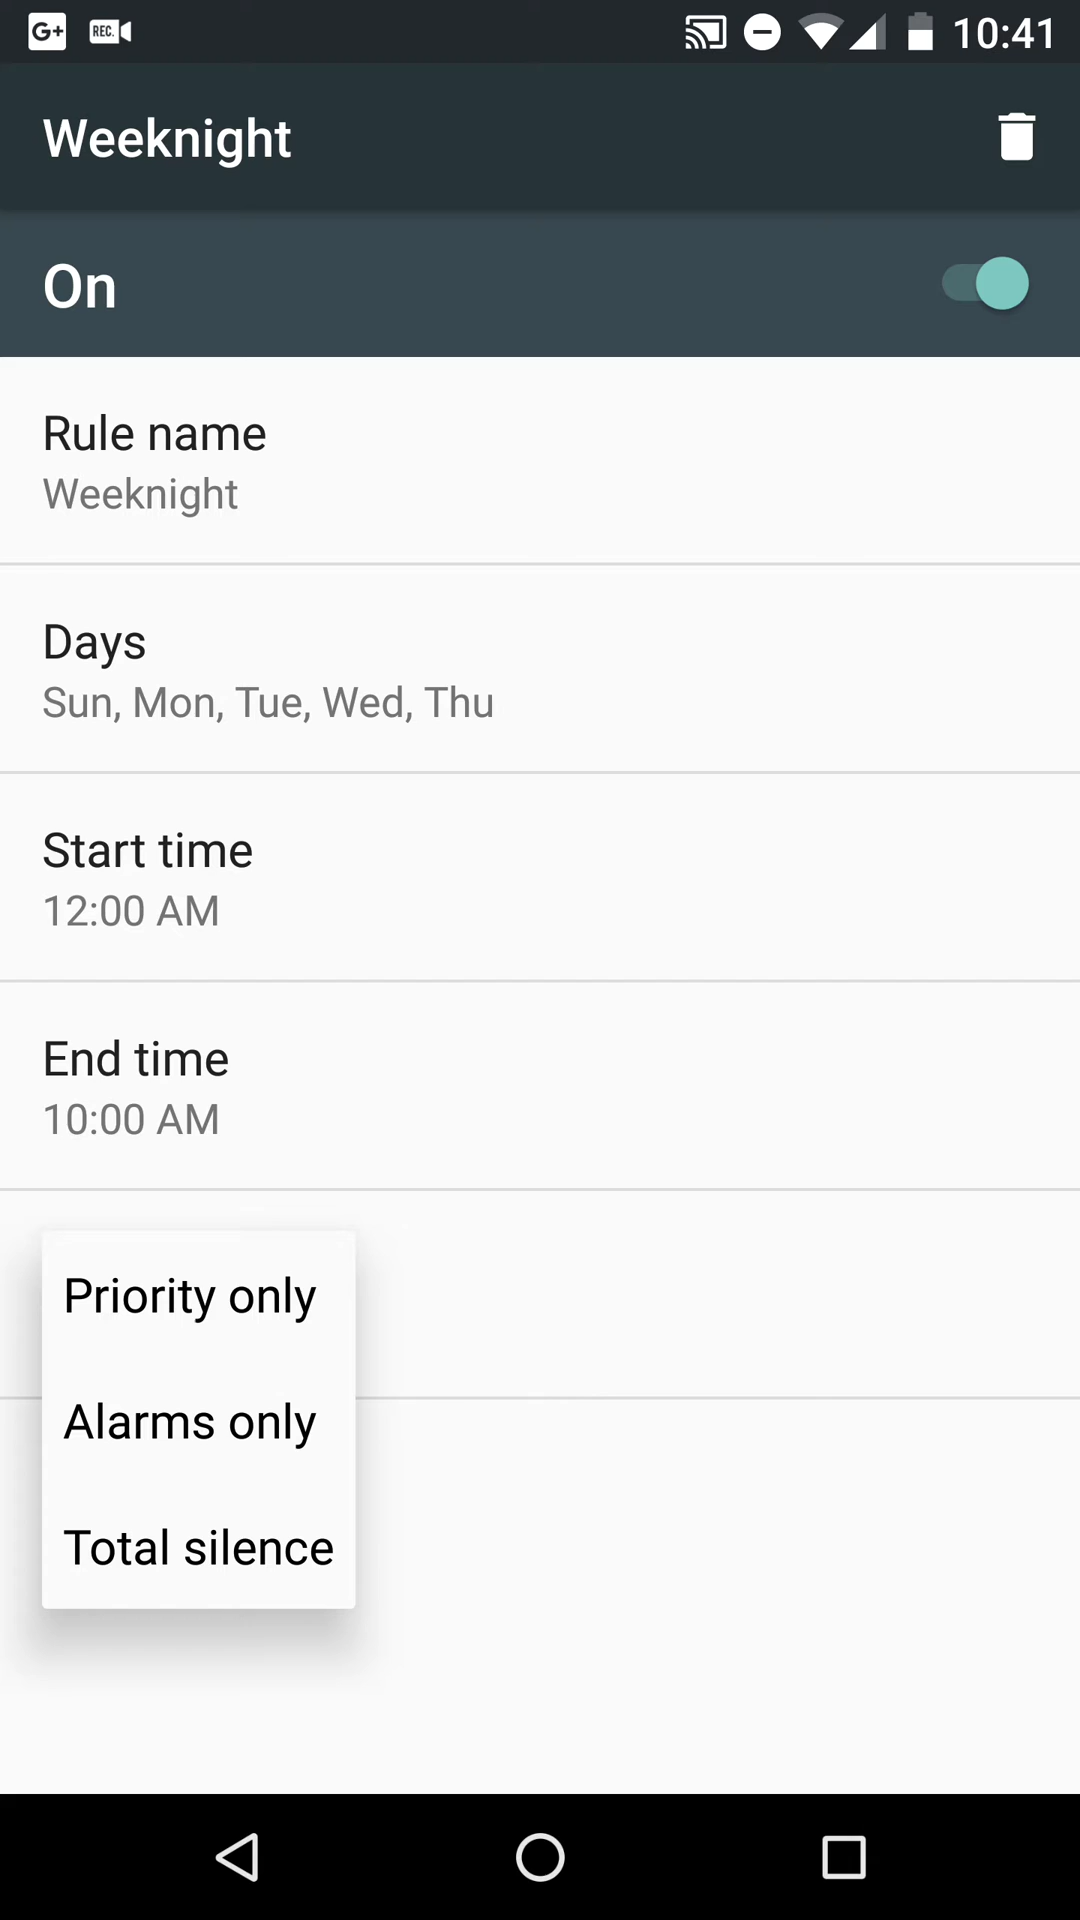 G+ REC. 10:41
Weeknight
On
Rule name
Weeknight
Days
Sun, Mon, Tue, Wed, Thu
Start time
12:00 AM
End time
10:00 AM
Priority only
Alarms only
Total silence